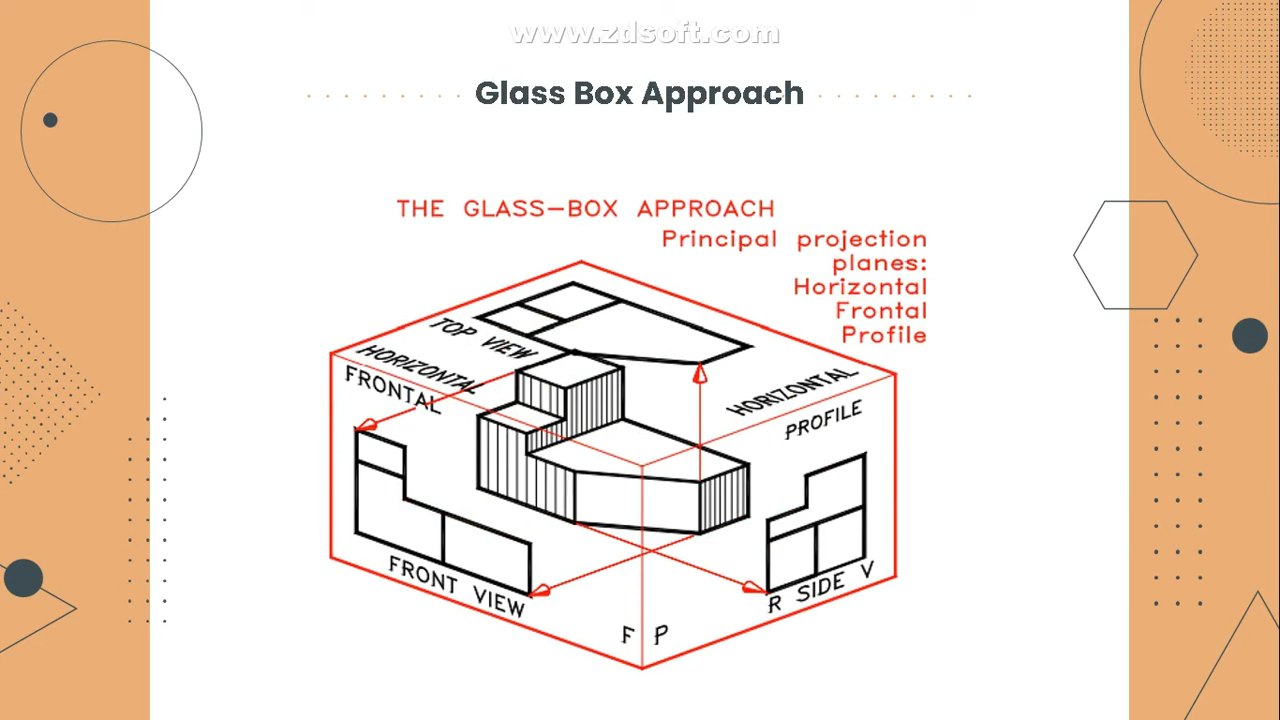 www.zdsoft.com
Glass Box Approach
THE GLASS-BOX APPROACH
Principal projection
planes:
Horizontal
Frontal
Profile
TOP VIEW
HORIZONTAL
FRONTAL
HORIZONTAL
PROFILE
FRONT VIEW
R SIDE V
F P